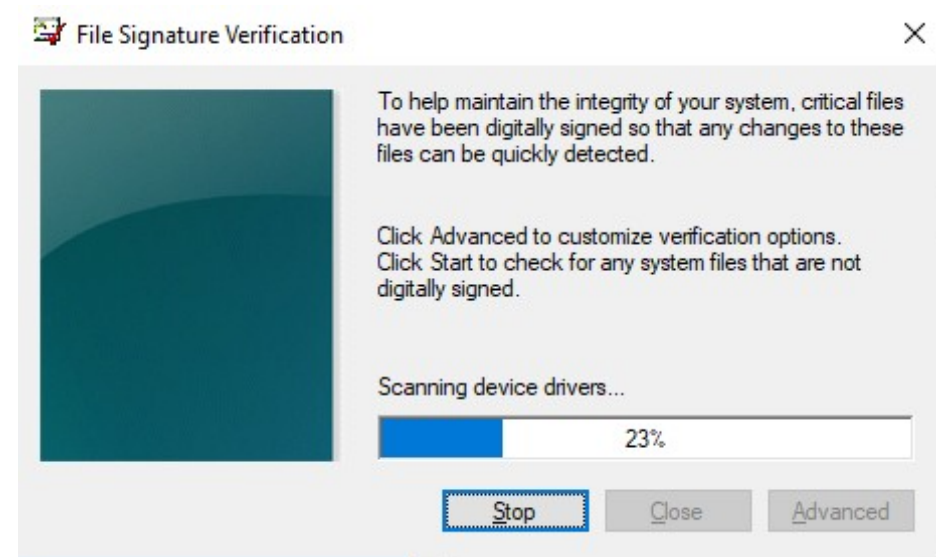 File Signature Verification
To help maintain the integrity of your system, critical files
have been digitally signed so that any changes to these
files can be quickly detected.
Click Advanced to customize verification options.
Click Start to check for any system files that are not
digitally signed.
Scanning device drivers...
23%
Stop Close Advanced